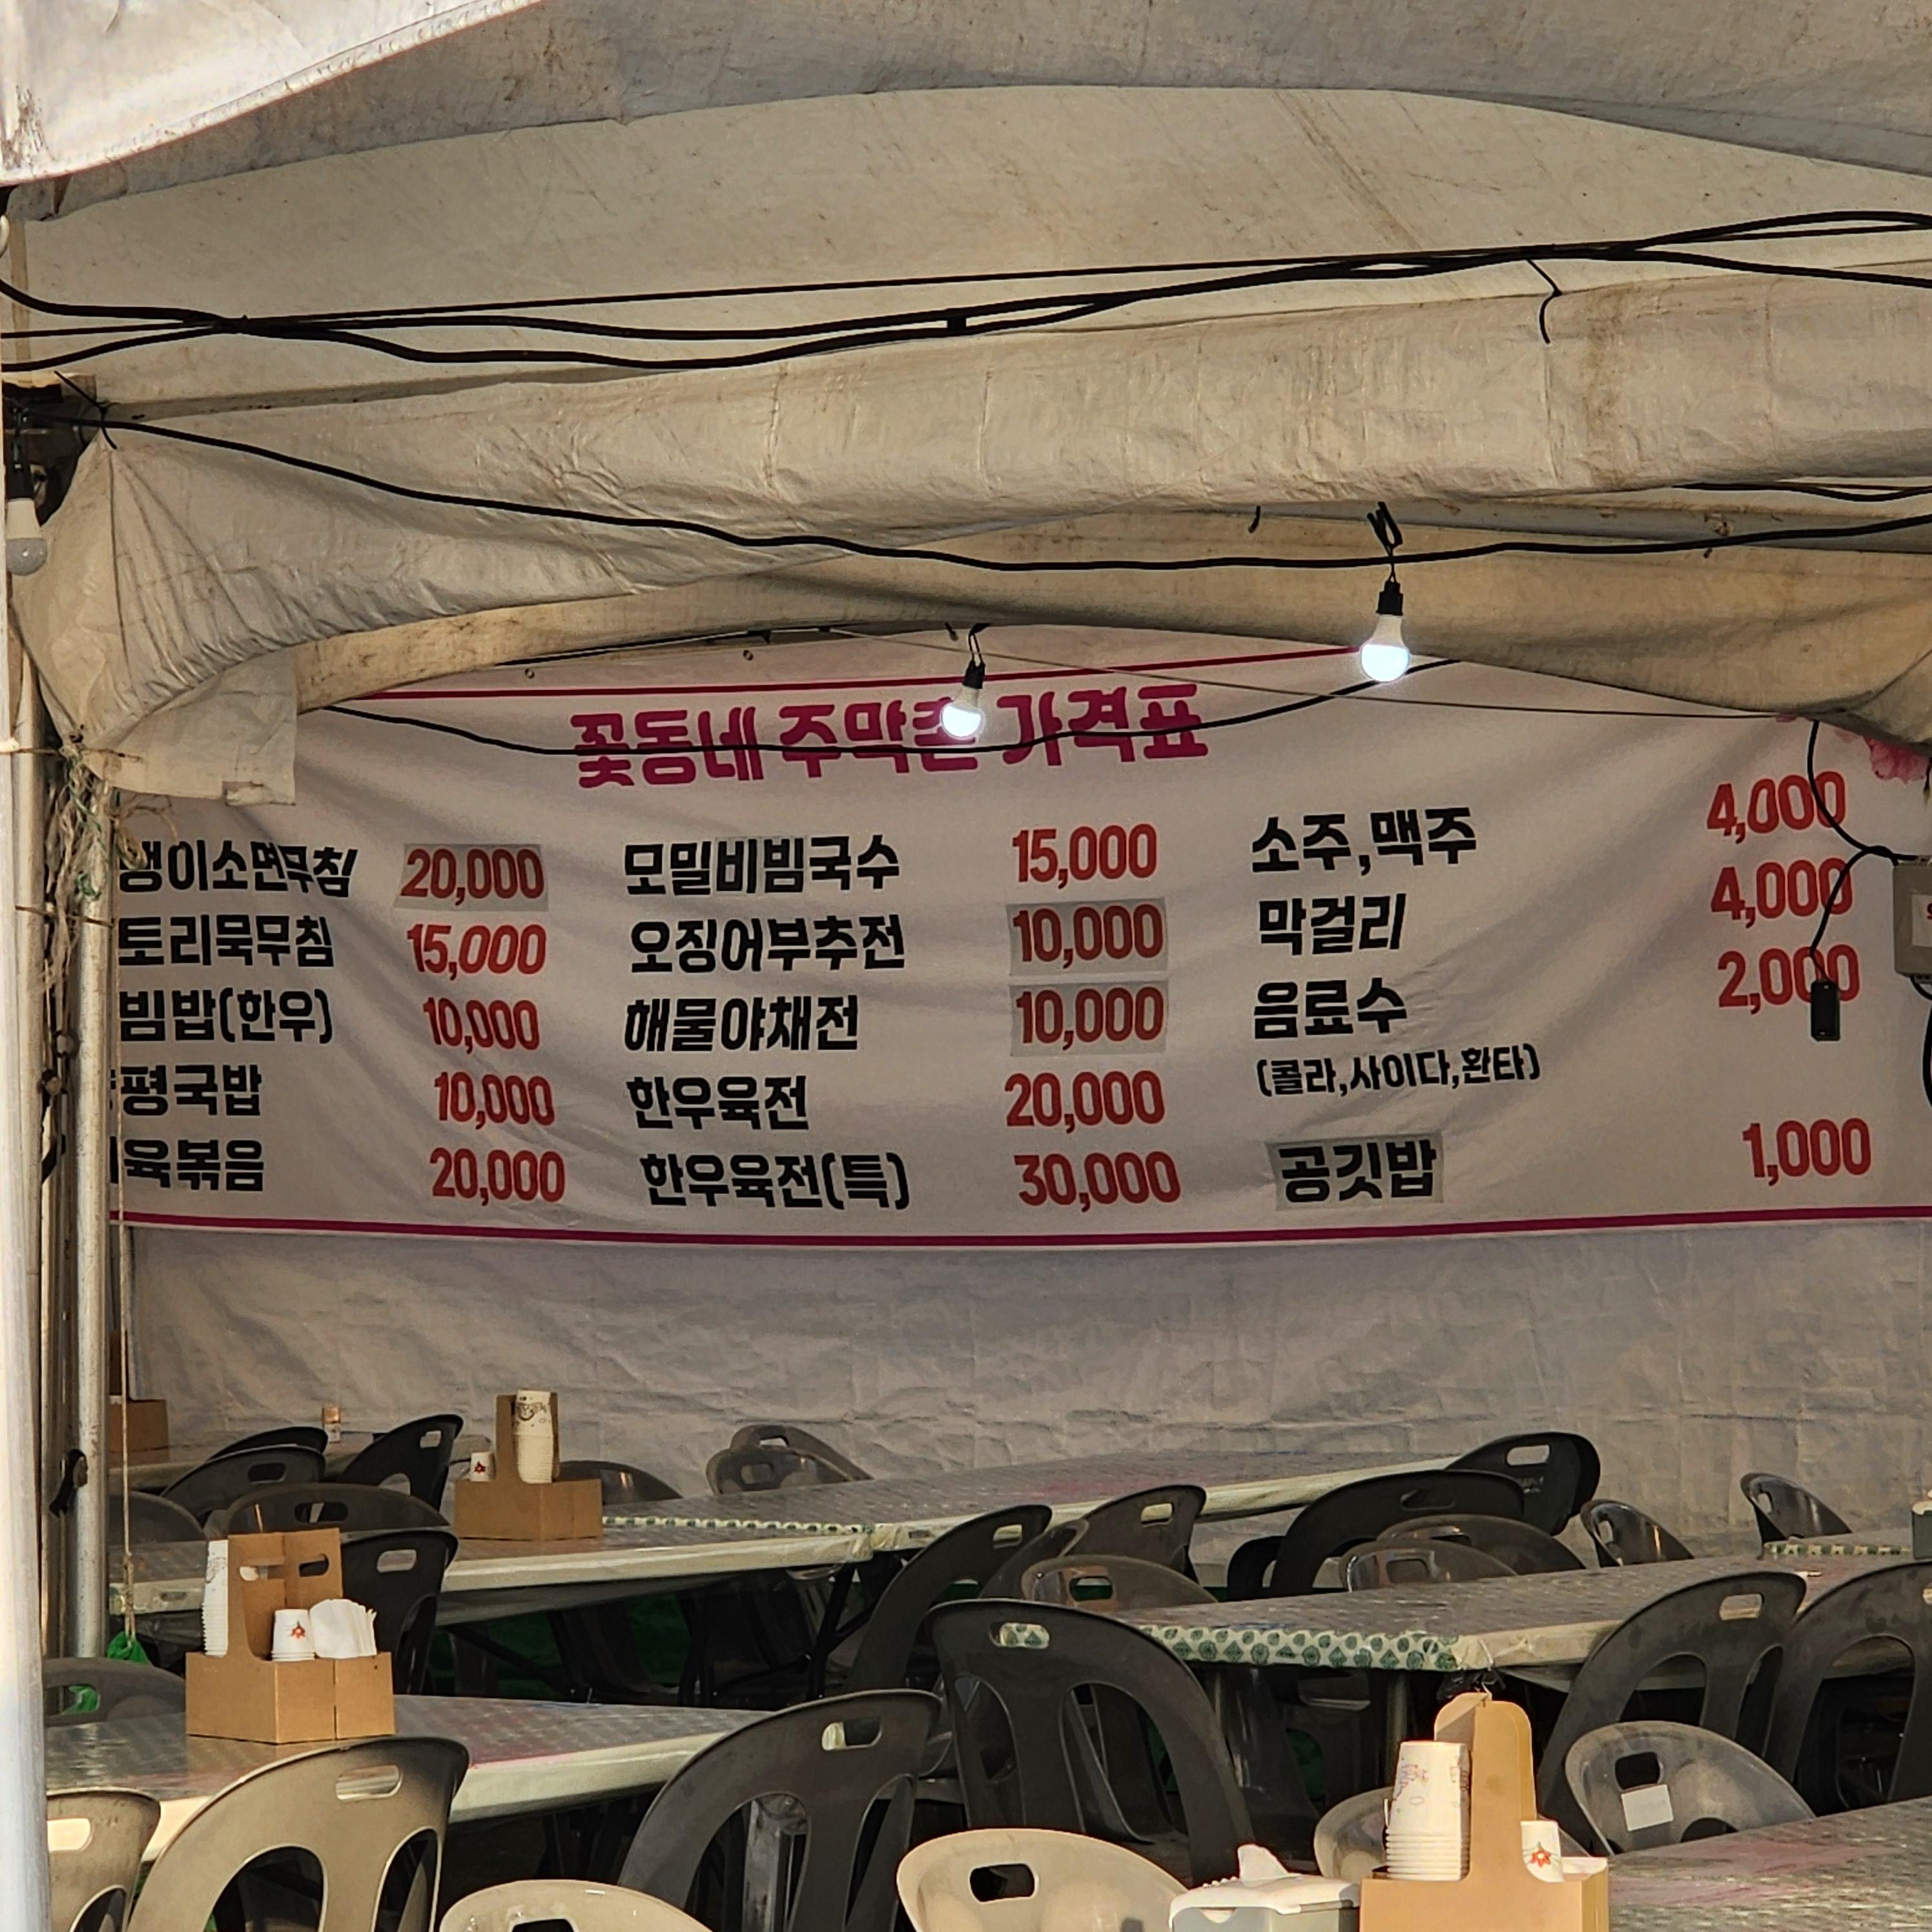 꽃동네 주막촌 가격표
소면무침 20,000
토리묵무침 15,000
빔밥(한우) 10,000
평국밥 10,000
육볶음 20,000
모밀비빔국수 15,000
오징어부추전 10,000
해물야채전 10,000
한우육전 20,000
한우육전(특) 30,000
소주,맥주 4,000
막걸리 4,000
음료수 2,000
(콜라,사이다,환타)
공깃밥 1,000